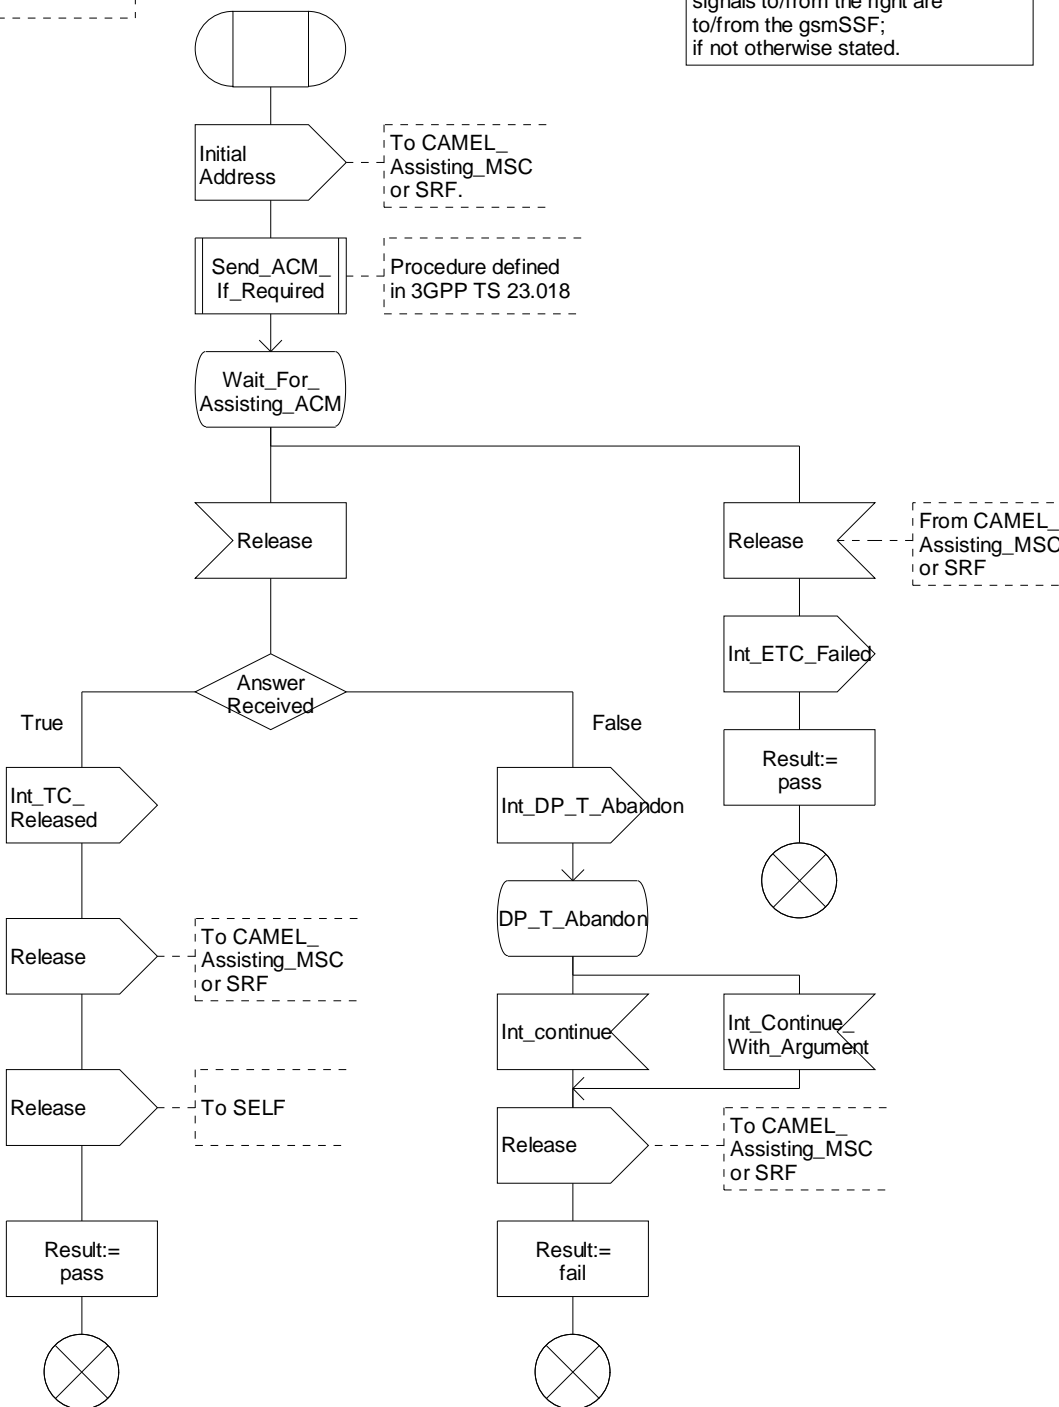 signals to/from the right are
to/from the gsmSSF;
if not otherwise stated.
Initial
Address
To CAMEL_
Assisting_MSC
or SRF.
Send_ACM_
If_Required
Procedure defined
in 3GPP TS 23.018
Wait_For_
Assisting_ACM
Release
Release
From CAMEL_
Assisting_MSC
or SRF
Int_ETC_Failed
Answer
Received
True
False
Result:=
pass
Int_TC_
Released
Int_DP_T_Abandon
DP_T_Abandon
Release
To CAMEL_
Assisting_MSC
or SRF
Int_continue
Int_Continue_
With_Argument
Release
To SELF
Release
To CAMEL_
Assisting_MSC
or SRF
Result:=
pass
Result:=
fail